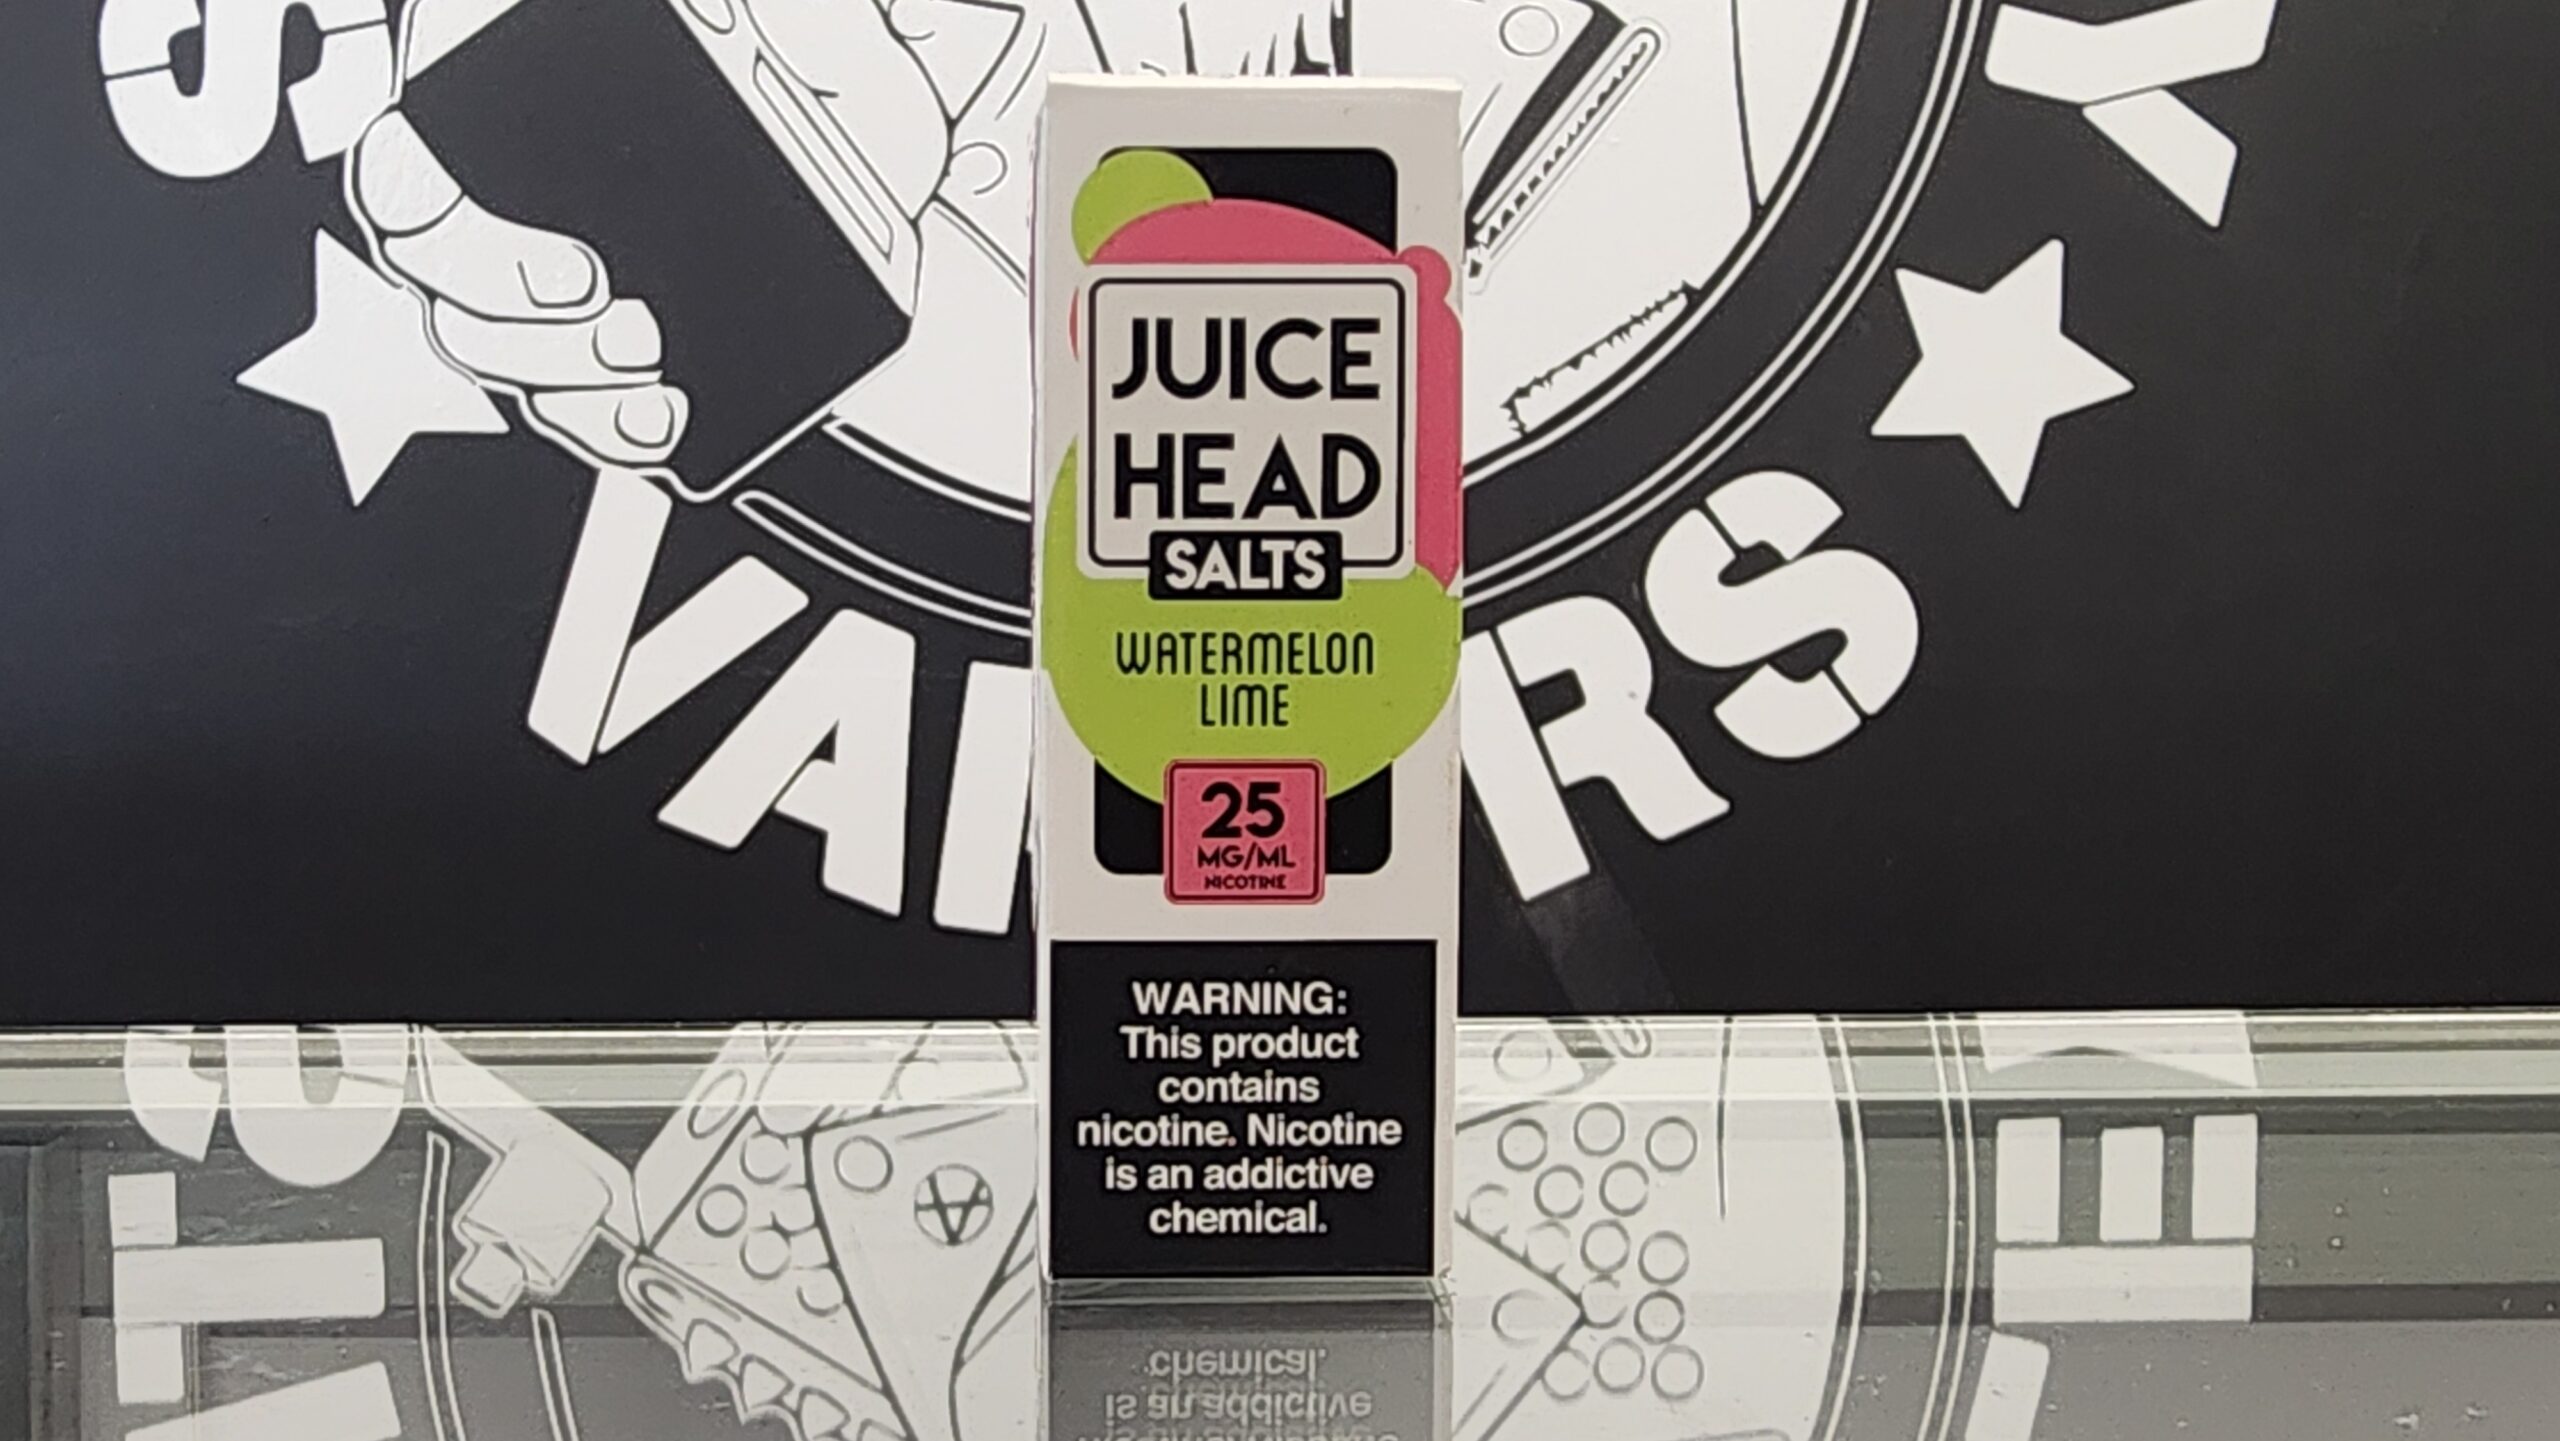 JUICE
HEAD
SALTS
WATERMELON
LIME
25
MG/ML
NICOTINE
WARNING:
This product
contains
nicotine. Nicotine
is an addictive
chemical.